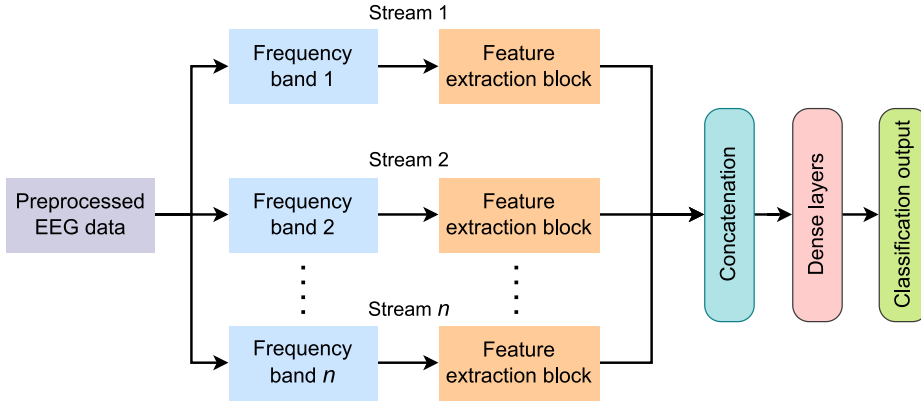 Stream 1
Frequency
band 1
Feature
extraction block
Stream 2
Preprocessed
EEG data
Frequency
band 2
Feature
extraction block
Stream n
Frequency
band n
Feature
extraction block
Concatenation
Dense layers
Classification output